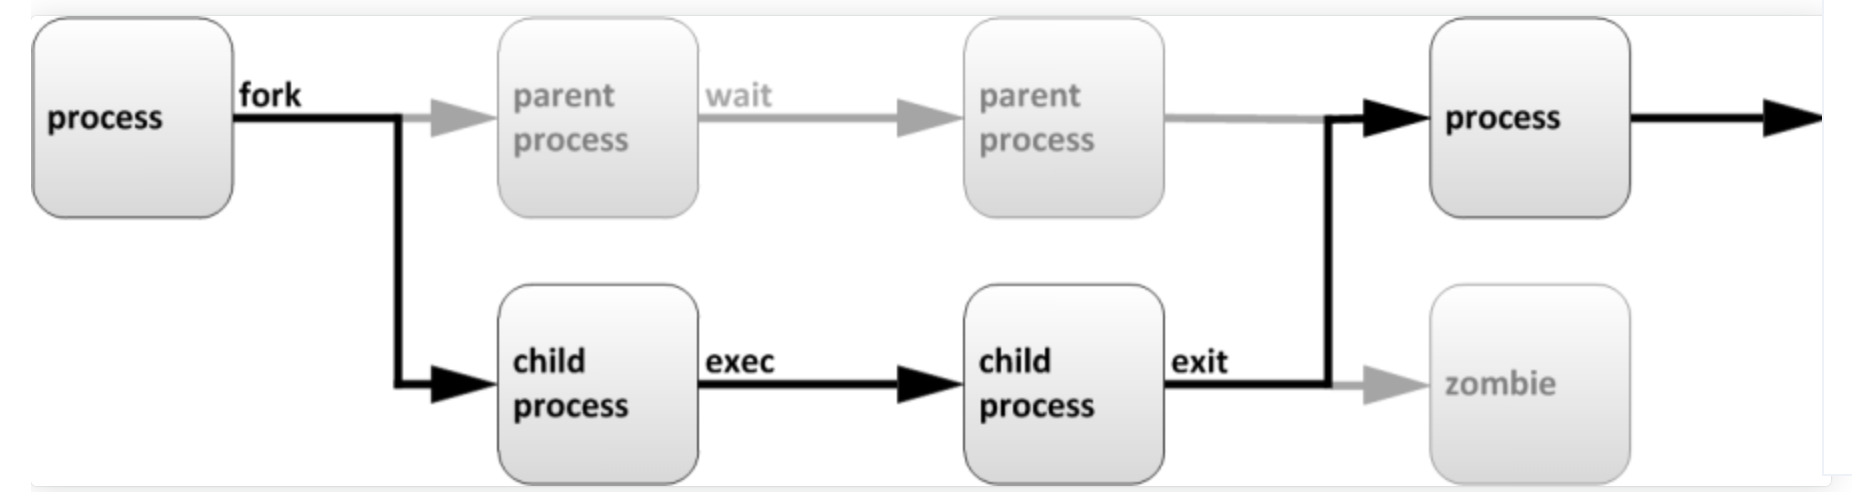 process
fork
parent
process
wait
parent
process
process
child
process
exec
child
process
exit
zombie